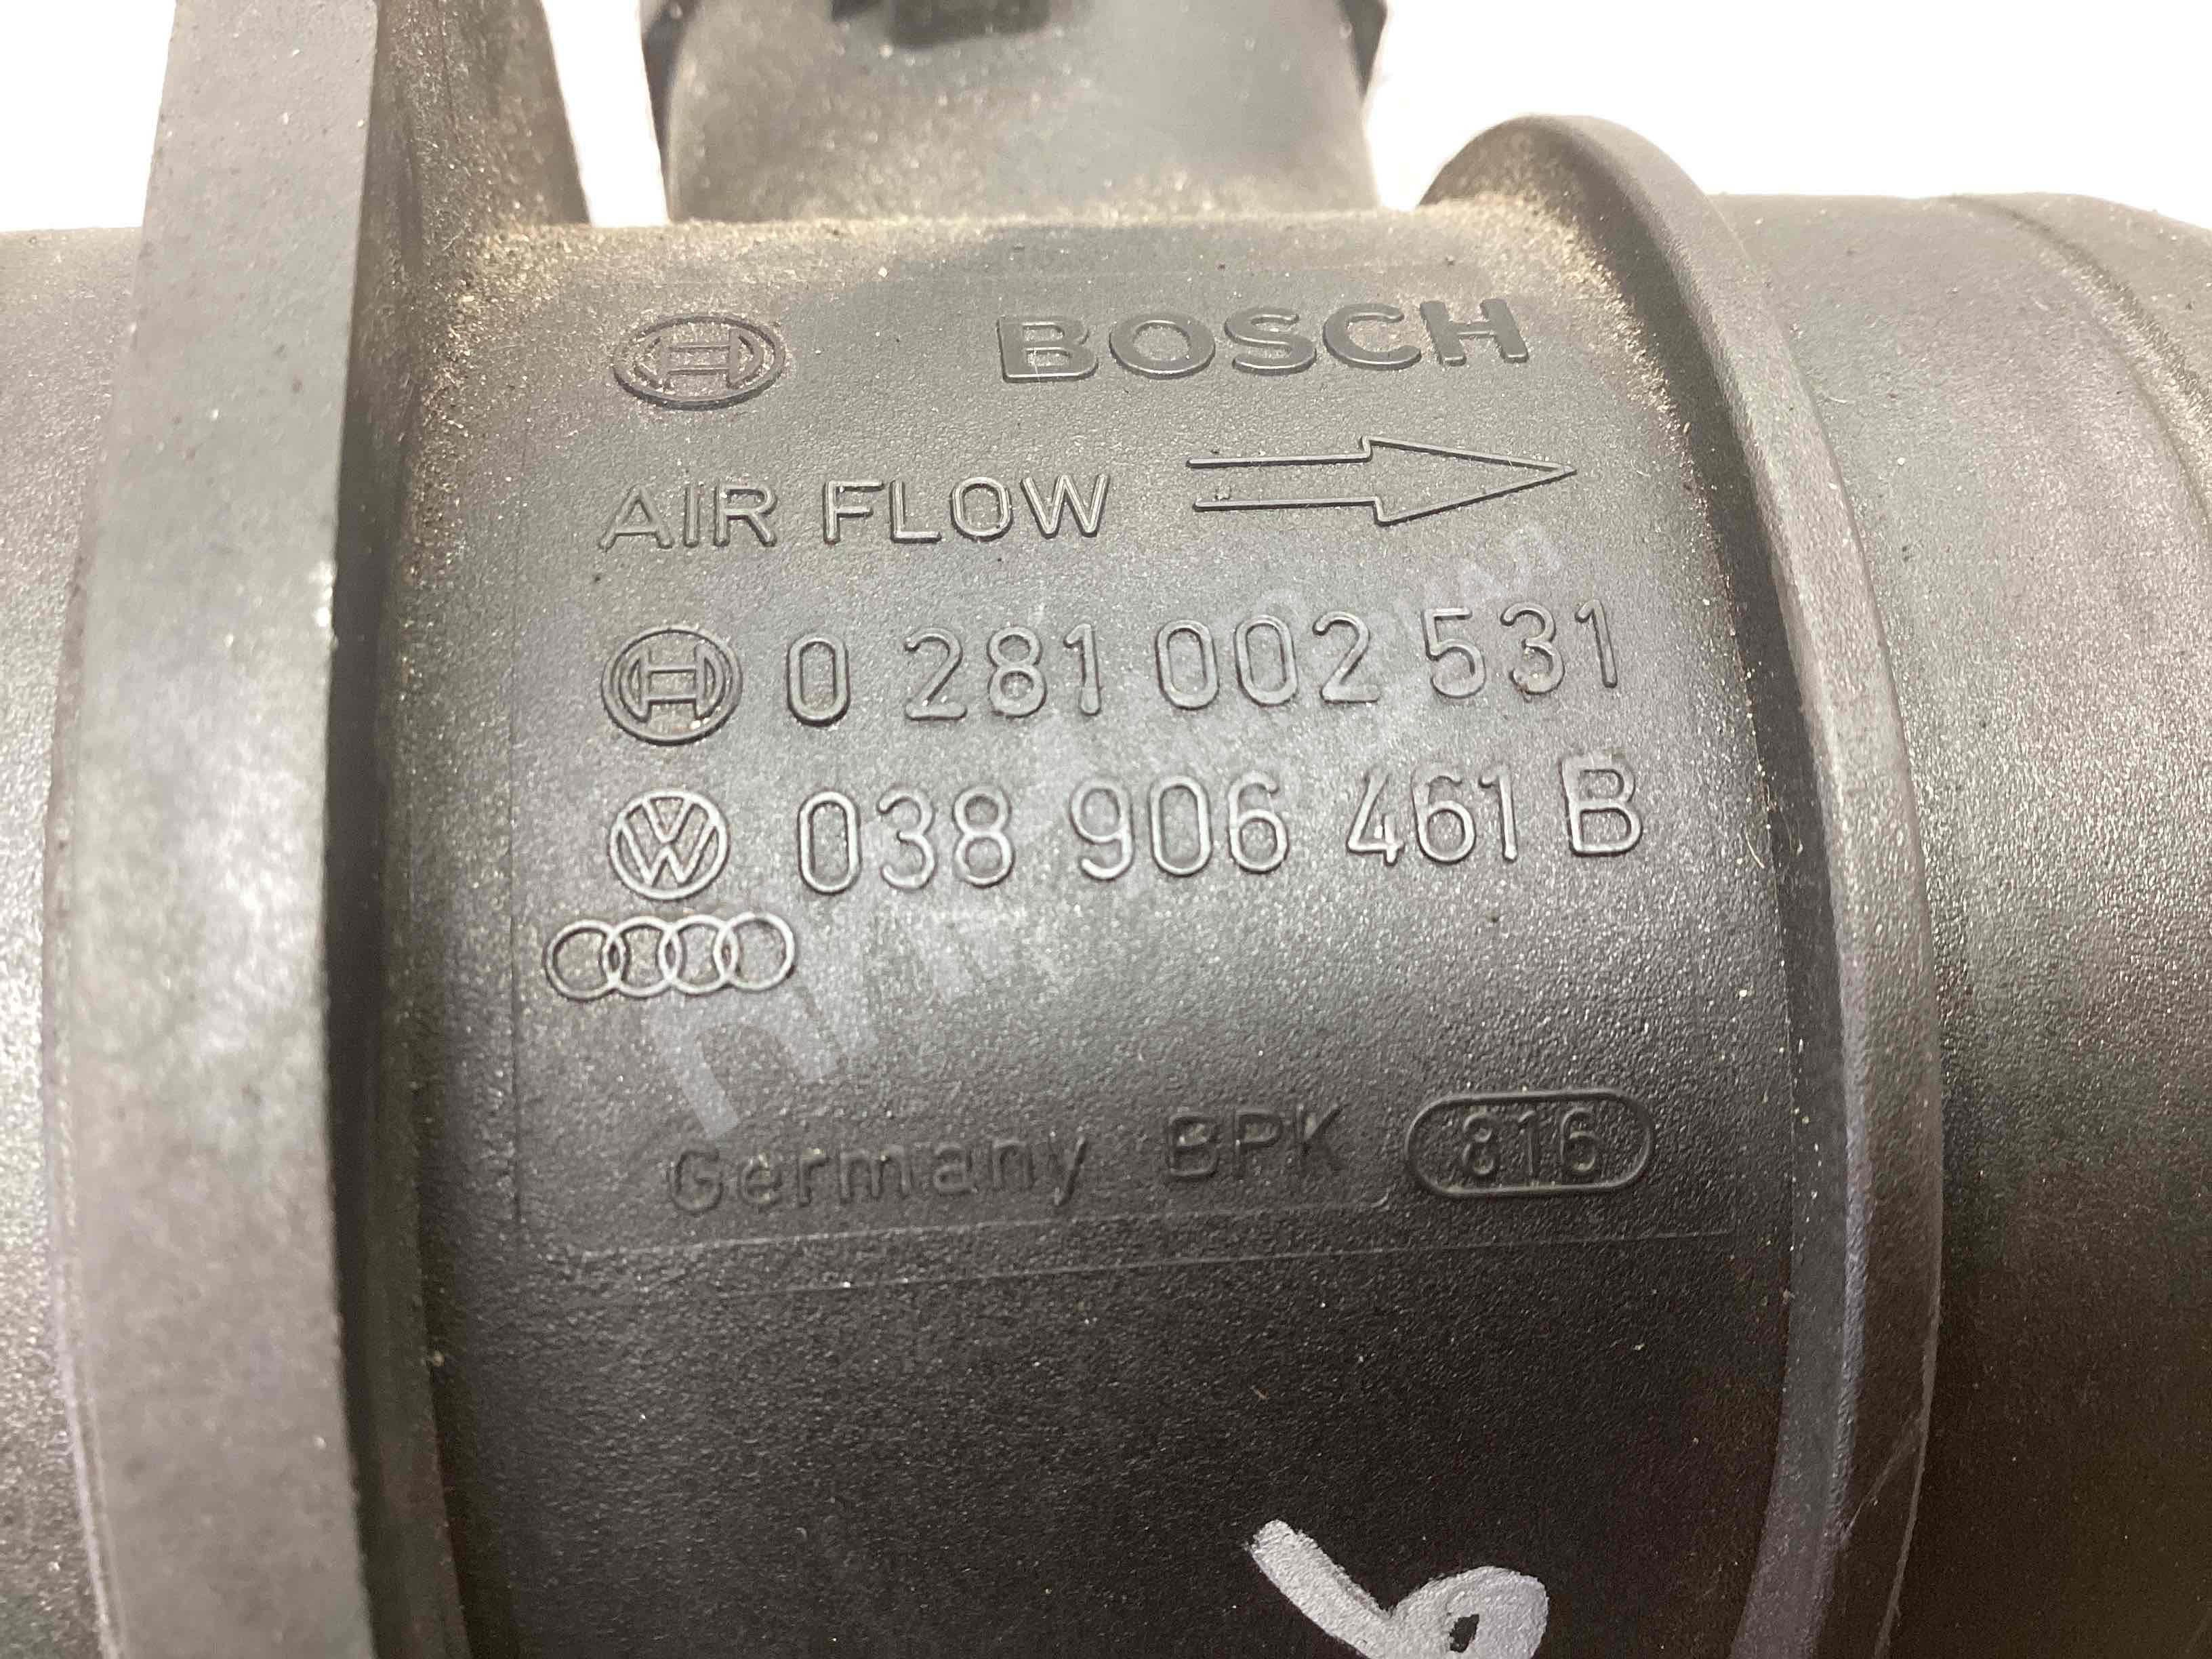 BOSCH
AIR FLOW
0 281 002 531
038 906 461 B
Germany BPK 816